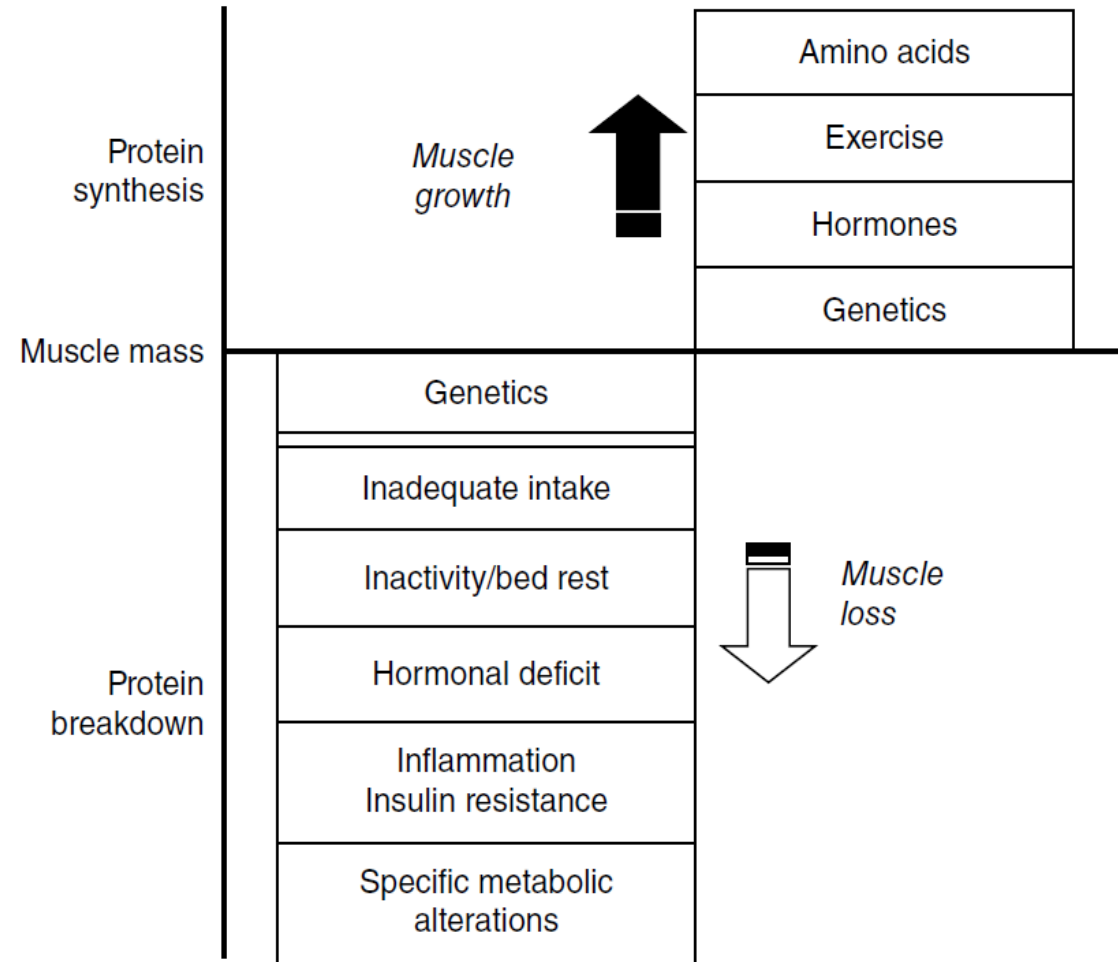 Amino acids
Exercise
Hormones
Genetics
Protein
synthesis
Muscle
growth
Muscle mass
Genetics
Inadequate intake
Inactivity/bed rest
Hormonal deficit
Inflammation
Insulin resistance
Specific metabolic
alterations
Muscle
loss
Protein
breakdown